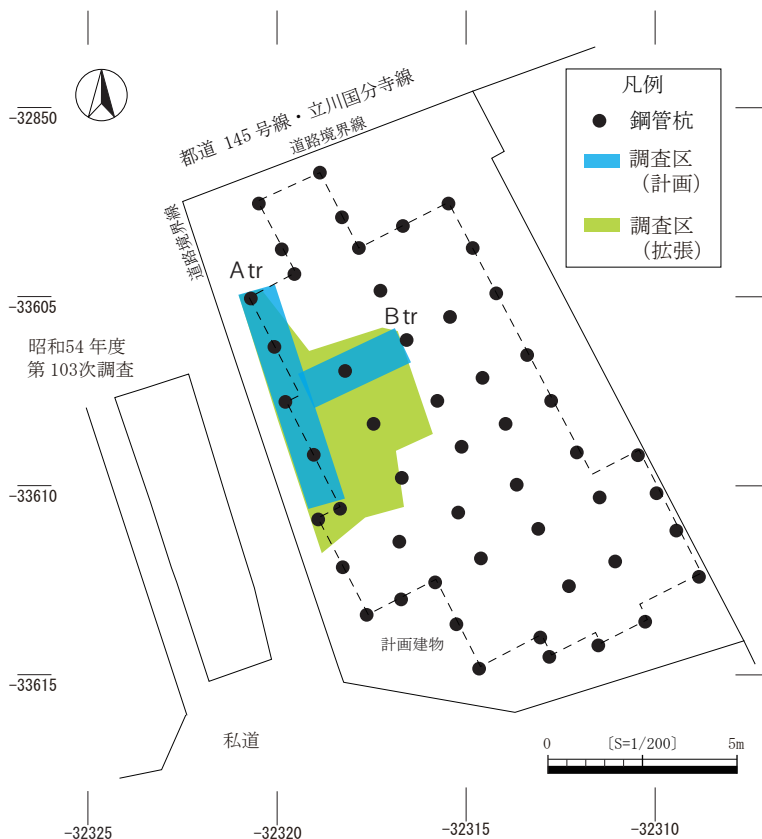 -32850
都道 145号線・立川国分寺線
道路境界線
凡例
鋼管杭
調査区
(計画)
調査区
(拡張)
道路境界線
A tr
-33605
B tr
昭和54 年度
第 103次調査
-33610
計画建物
-33615
私道
0 [S=1/200] 5m
-32325 -32320 -32315 -32310